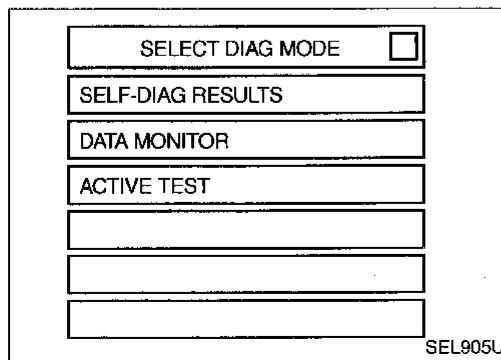 SELECT DIAG MODE
SELF-DIAG RESULTS
DATA MONITOR
ACTIVE TEST
SEL905U